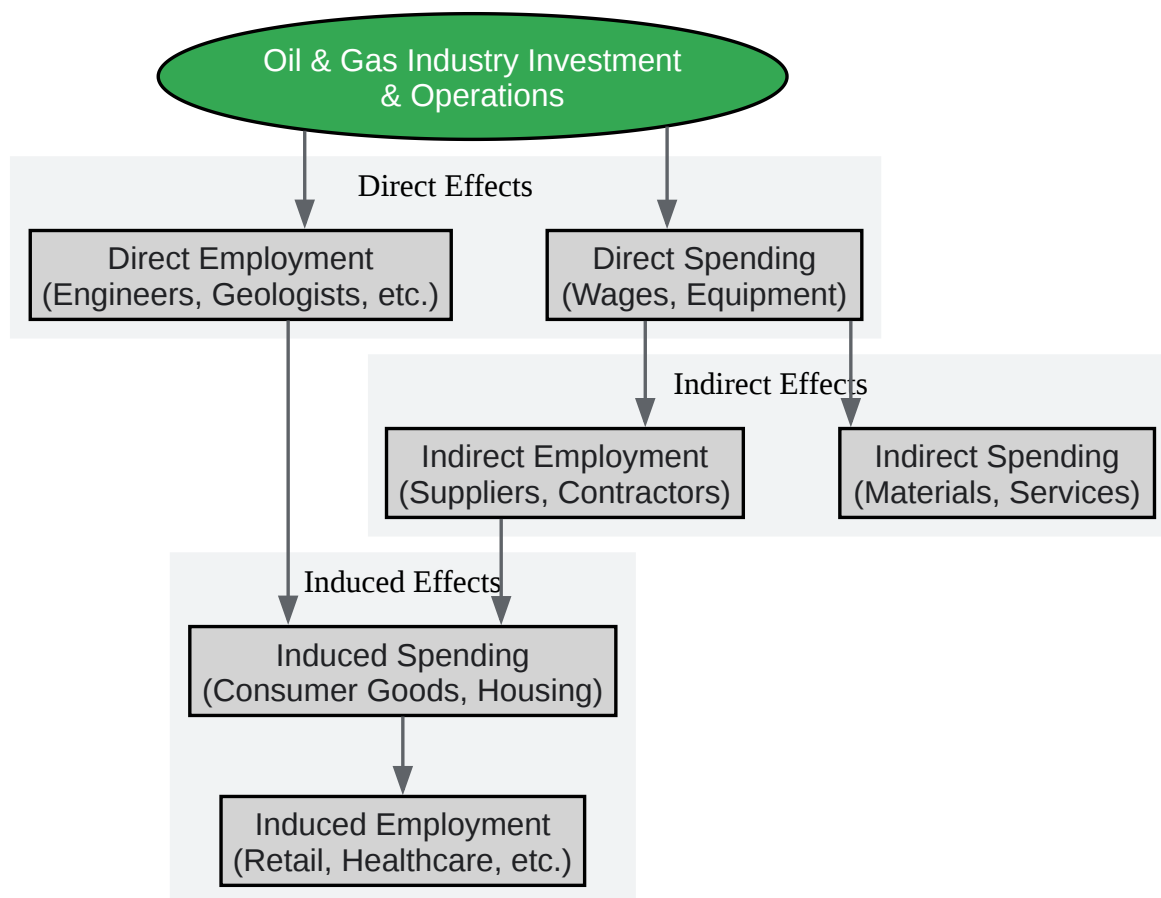 Oil & Gas Industry Investment
& Operations
Direct Effects
Direct Employment
(Engineers, Geologists, etc.)
Direct Spending
(Wages, Equipment)
Indirect Effects
Indirect Employment
(Suppliers, Contractors)
Indirect Spending
(Materials, Services)
Induced Effects
Induced Spending
(Consumer Goods, Housing)
Induced Employment
(Retail, Healthcare, etc.)